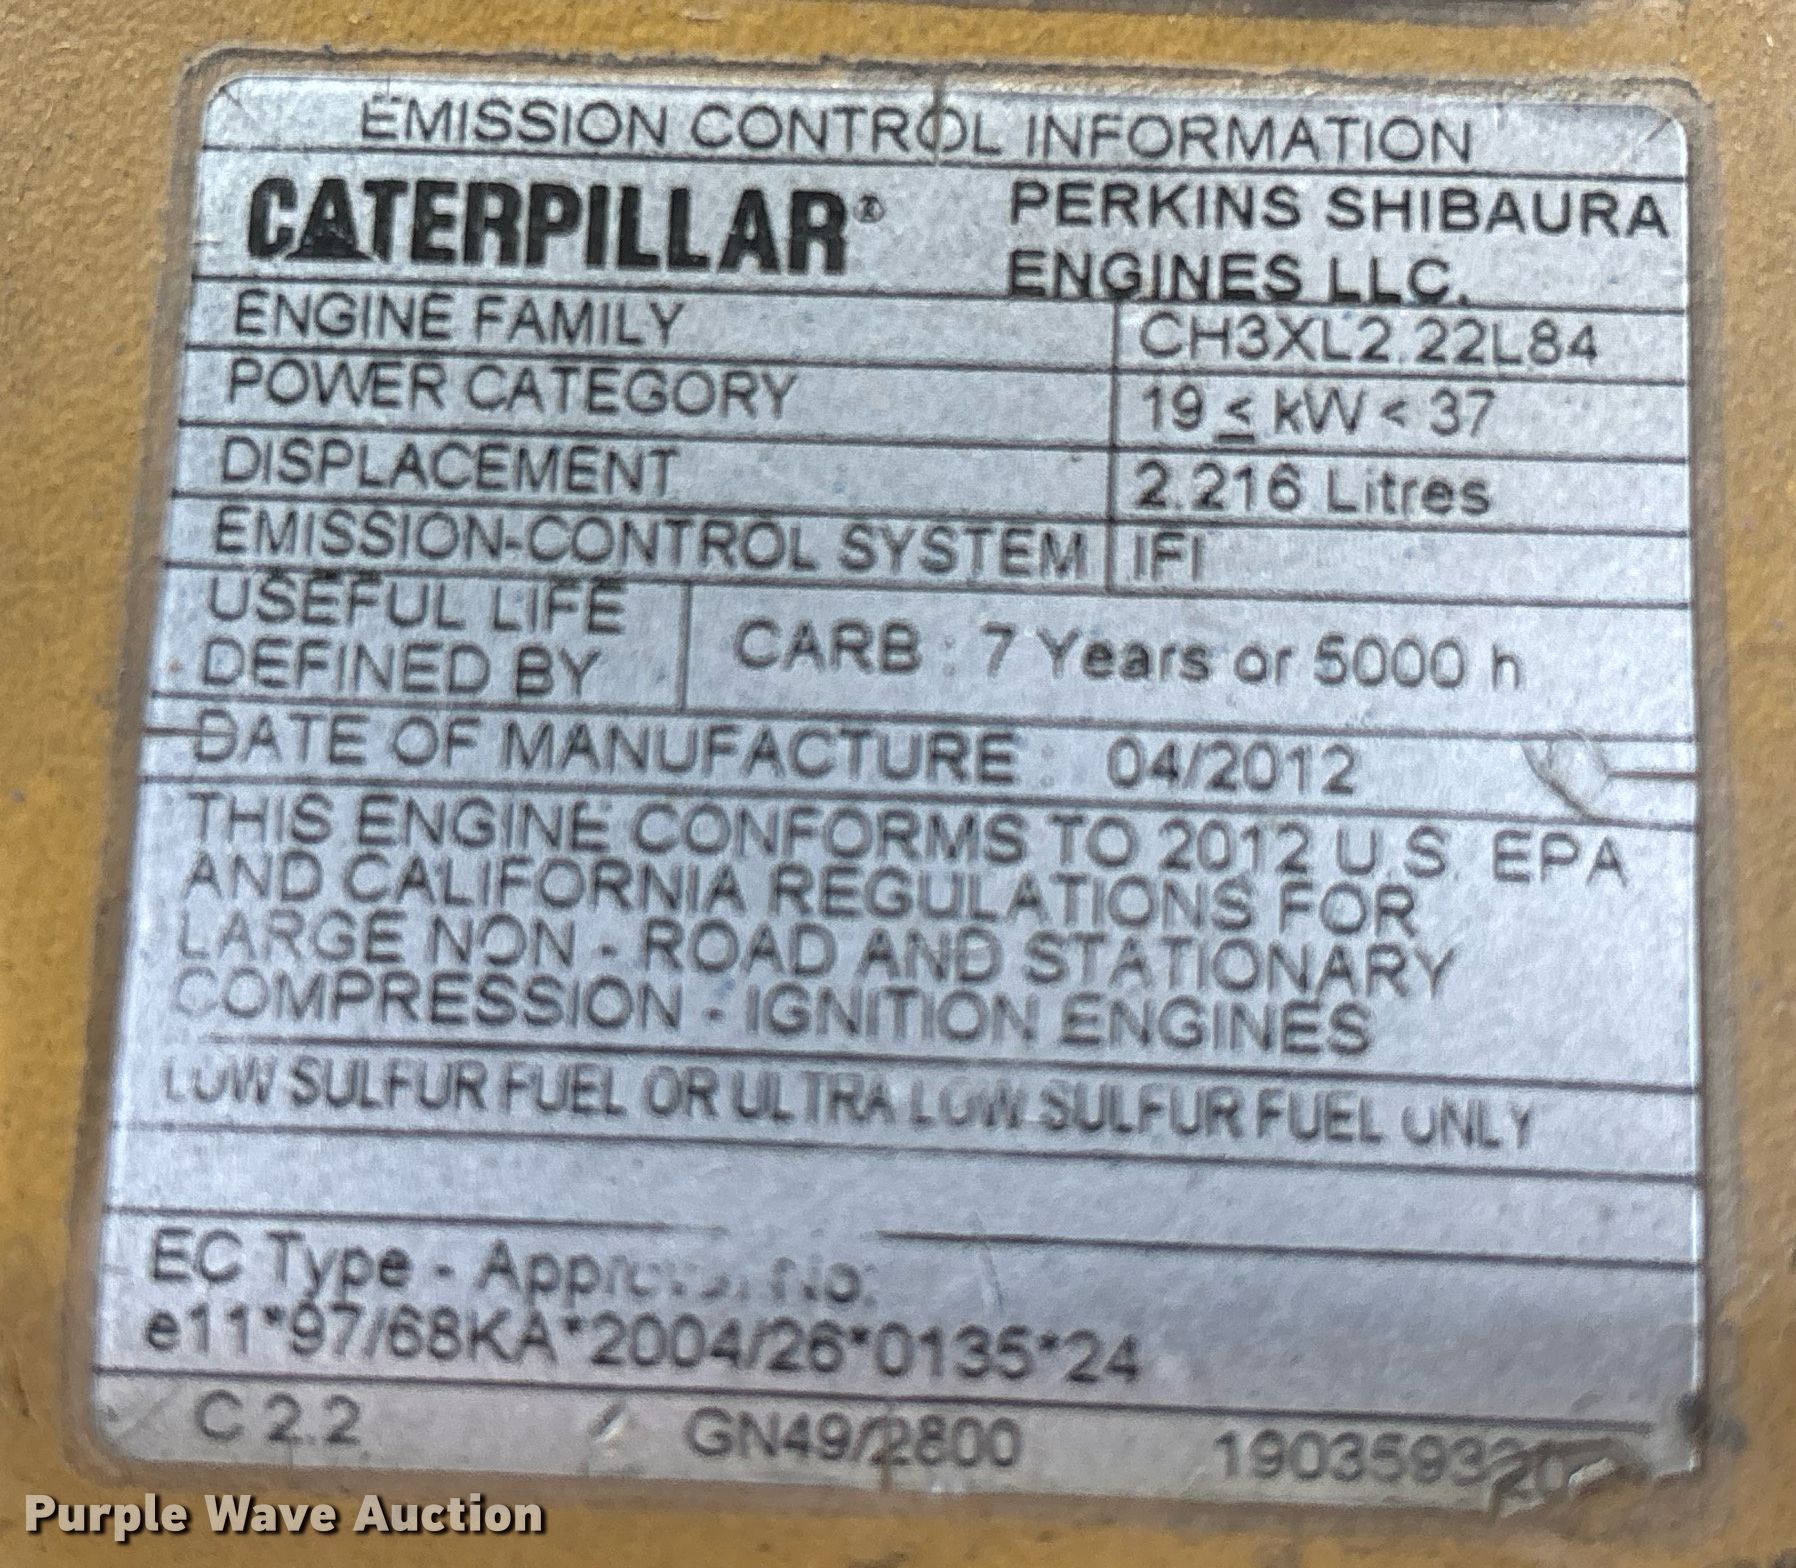 EMISSION CONTROL INFORMATION
CATERPILLAR®
PERKINS SHIBAURA
ENGINES LLC.
ENGINE FAMILY CH3XL2.22L84
POWER CATEGORY 19 ≤ kW < 37
DISPLACEMENT 2.216 Litres
EMISSION-CONTROL SYSTEM IFI
USEFUL LIFE
DEFINED BY
CARB : 7 Years or 5000 h
DATE OF MANUFACTURE : 04/2012
THIS ENGINE CONFORMS TO 2012 U.S. EPA
AND CALIFORNIA REGULATIONS FOR
LARGE NON - ROAD AND STATIONARY
COMPRESSION - IGNITION ENGINES
LOW SULFUR FUEL OR ULTRA LOW SULFUR FUEL ONLY
EC Type - Approval No:
e11*97/68KA*2004/26*0135*24
C 2.2 GN49/2800
Purple Wave Auction